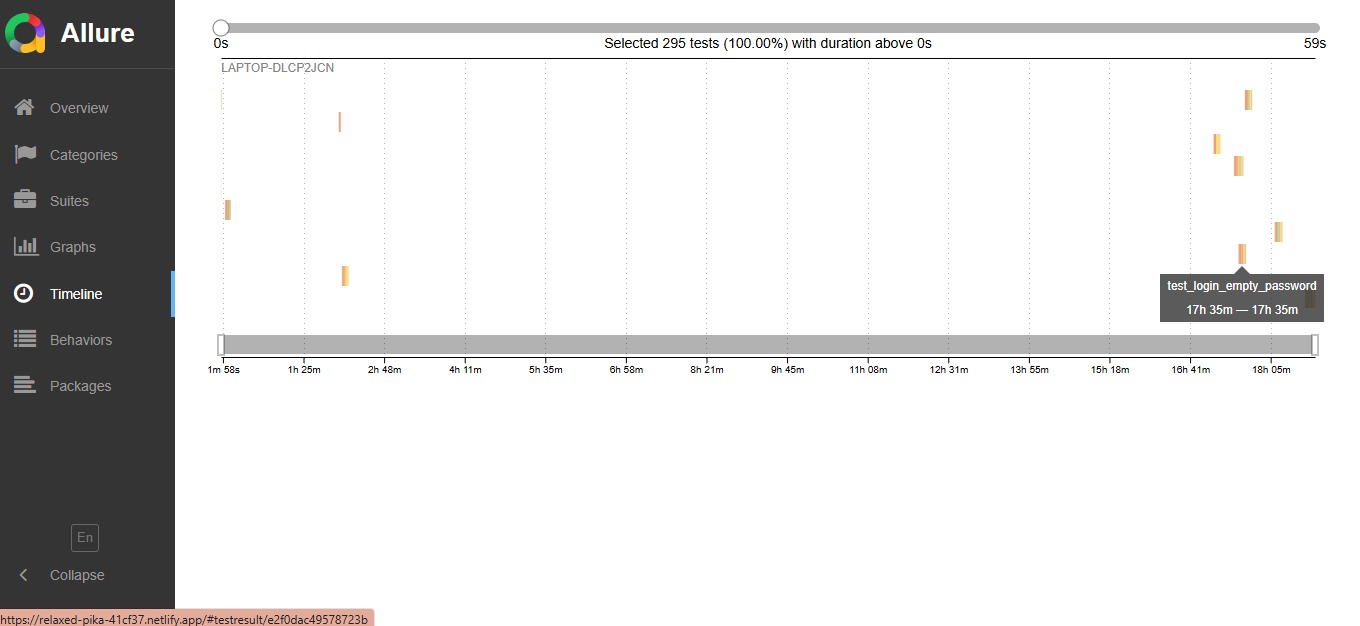 Allure
Overview
Categories
Suites
Graphs
Timeline
Behaviors
Packages
En
Collapse
https://relaxed-pika-41cf37.netlify.app/#testresult/e2f0dac49578723b
0s
Selected 295 tests (100.00%) with duration above 0s
59s
LAPTOP-DLCP2JCN
test_login_empty_password
17h 35m — 17h 35m
1m 58s 1h 25m 2h 48m 4h 11m 5h 35m 6h 58m 8h 21m 9h 45m 11h 08m 12h 31m 13h 55m 15h 18m 16h 41m 18h 05m